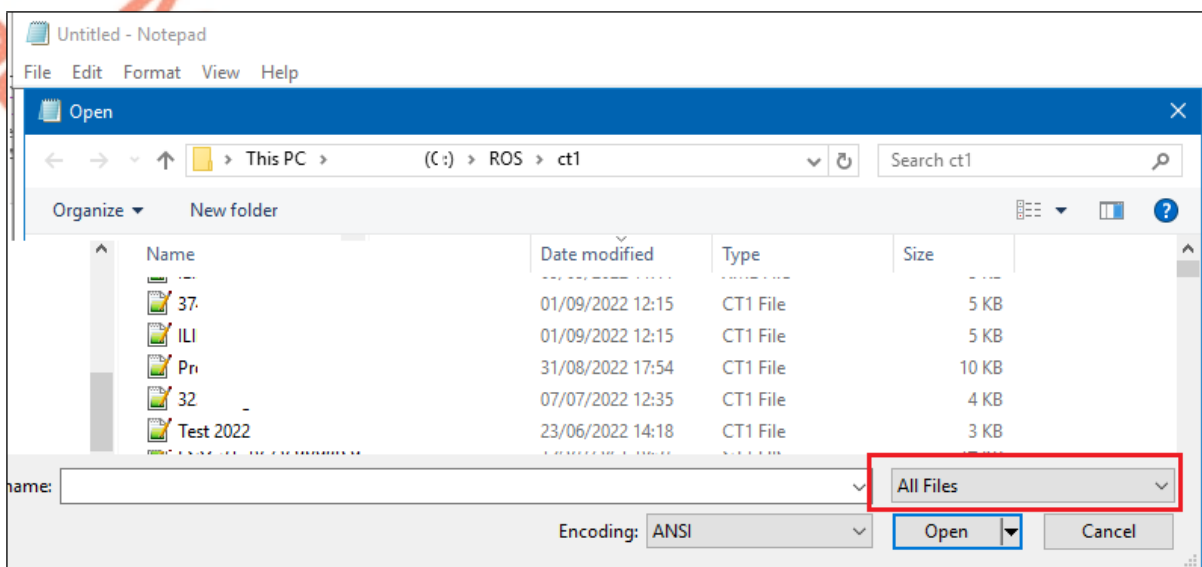 Untitled - Notepad
File Edit Format View Help
Open
This PC > (C:) > ROS > ct1
Search ct1
Organize New folder
Name Date modified Type Size
37 01/09/2022 12:15 CT1 File 5 KB
ILI 01/09/2022 12:15 CT1 File 5 KB
31/08/2022 17:54 CT1 File 10 KB
32 07/07/2022 12:35 CT1 File 4 KB
Test 2022 23/06/2022 14:18 CT1 File 3 KB
name: All Files
Encoding: ANSI Open Cancel